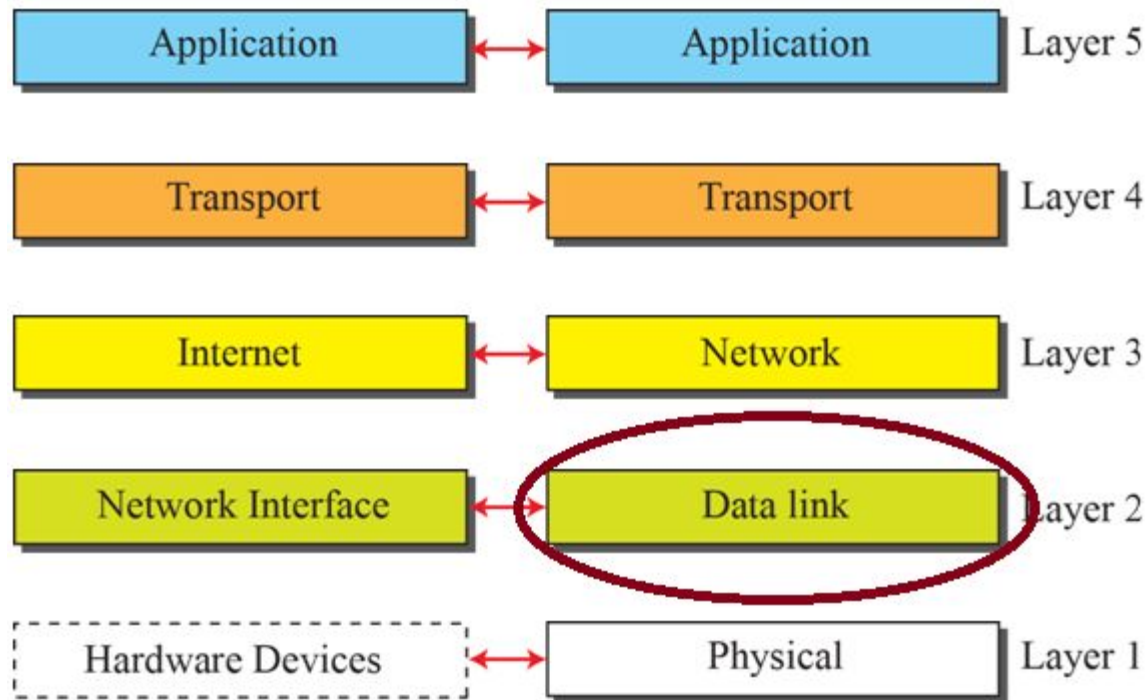 Application Application Layer 5
Transport Transport Layer 4
Internet Network Layer 3
Network Interface Data link Layer 2
Hardware Devices Physical Layer 1